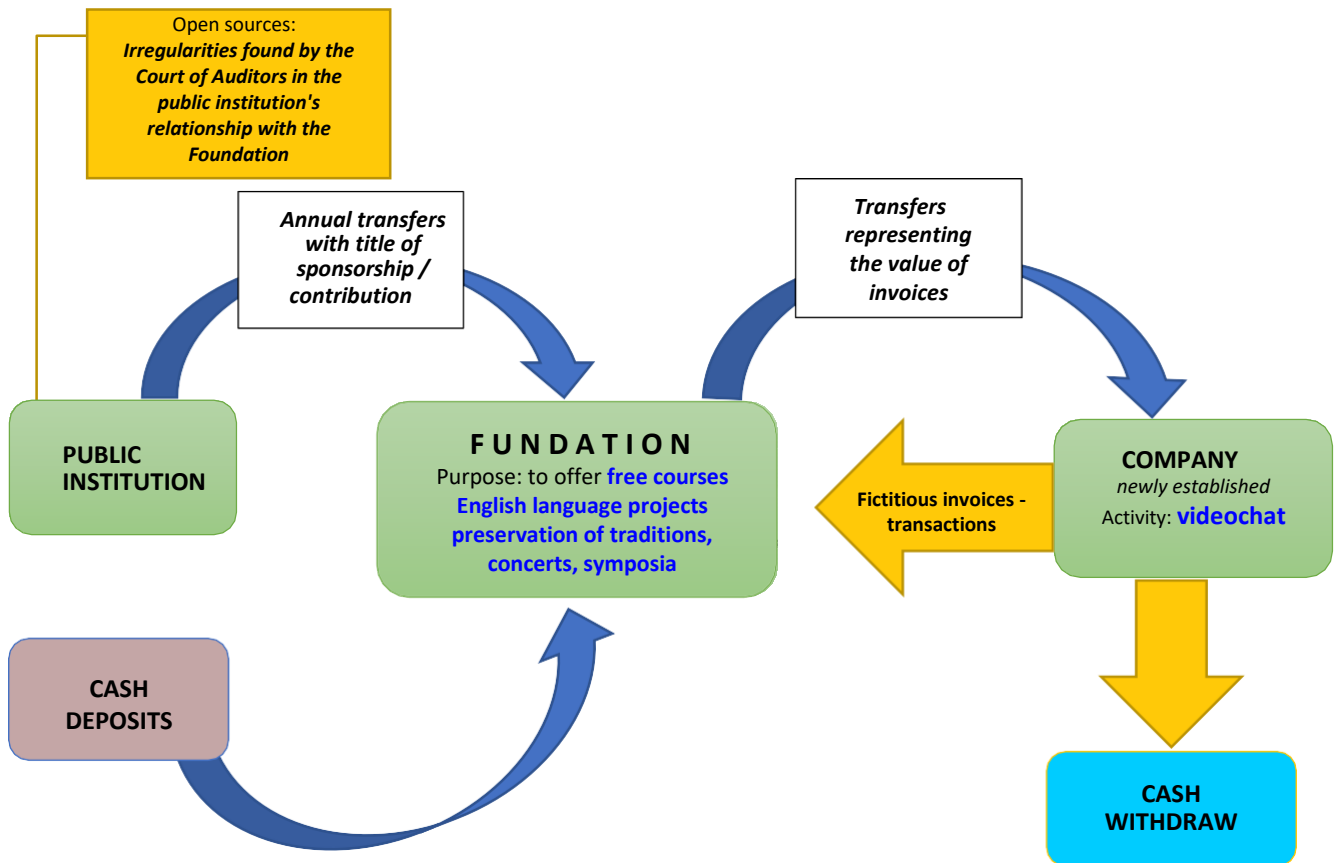 Open sources:
Irregularities found by the
Court of Auditors in the
public institution's
relationship with the
Foundation
Annual transfers
with title of
sponsorship /
contribution
Transfers
representing
the value of
invoices
PUBLIC
INSTITUTION
F U N D A T I O N
Purpose: to offer free courses
English language projects
preservation of traditions,
concerts, symposia
Fictitious invoices -
transactions
COMPANY
newly established
Activity: videochat
CASH
DEPOSITS
CASH
WITHDRAW